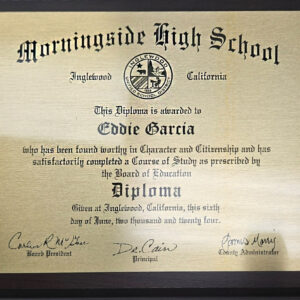 Morningside High School
Inglewood California
INGLEWOOD
This Diploma is awarded to
Eddie Garcia
who has been found worthy in Character and Citizenship and has
satisfactorily completed a Course of Study as prescribed by
the Board of Education
Diploma
Given at Inglewood, California, this sixth
day of June, two thousand and twenty four.
Board President
Principal
County Administrator